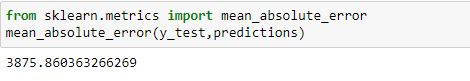 from sklearn.metrics import mean_absolute_error
mean_absolute_error(y_test,predictions)
3875.860363266269